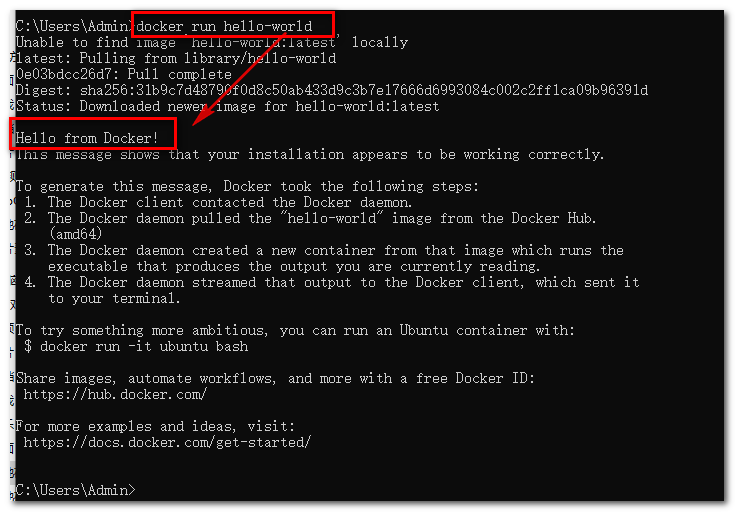 C:\Users\Admin>docker run hello-world
Unable to find image 'hello-world:latest' locally
latest: Pulling from library/hello-world
0e03bdcc26d7: Pull complete
Digest: sha256:31b9c7d48790f0d8c50ab433d9c3b7e17666d6993084c002c2ff1ca09b96391d
Status: Downloaded newer image for hello-world:latest
Hello from Docker!
This message shows that your installation appears to be working correctly.
To generate this message, Docker took the following steps:
1. The Docker client contacted the Docker daemon.
2. The Docker daemon pulled the "hello-world" image from the Docker Hub.
(amd64)
3. The Docker daemon created a new container from that image which runs the
executable that produces the output you are currently reading.
4. The Docker daemon streamed that output to the Docker client, which sent it
to your terminal.
To try something more ambitious, you can run an Ubuntu container with:
$ docker run -it ubuntu bash
Share images, automate workflows, and more with a free Docker ID:
https://hub.docker.com/
For more examples and ideas, visit:
https://docs.docker.com/get-started/
C:\Users\Admin>